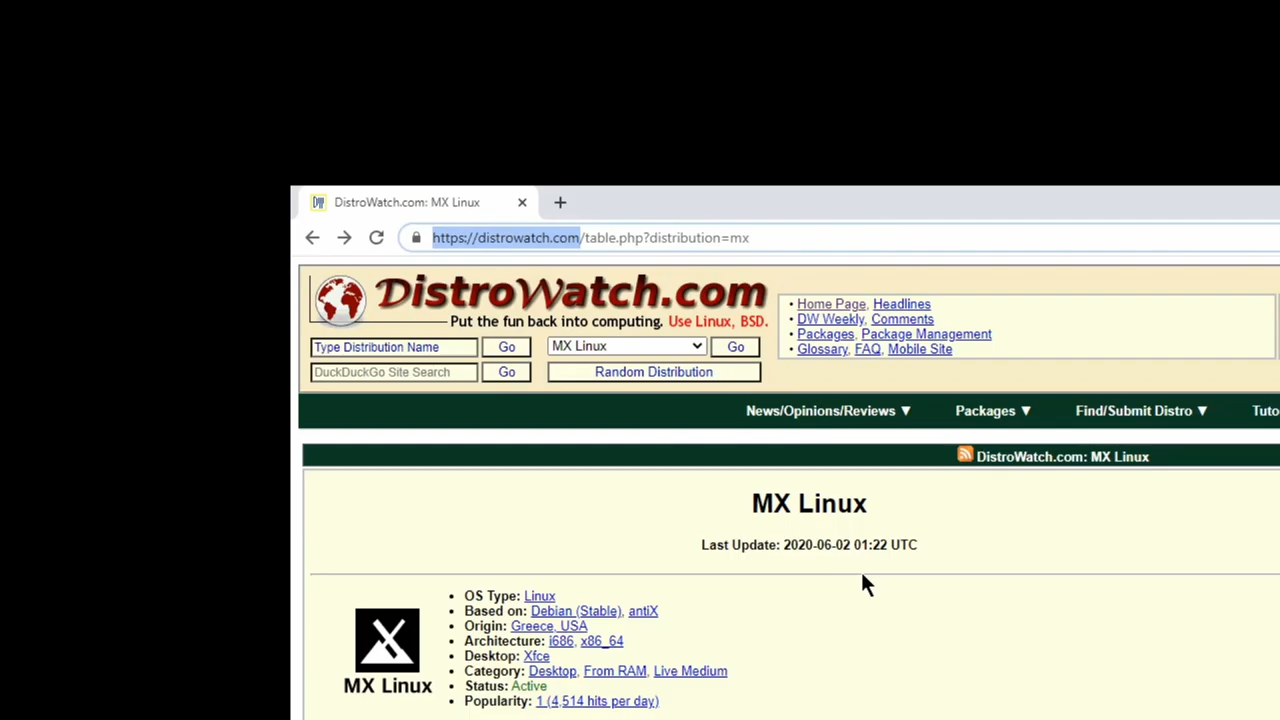 DistroWatch.com: MX Linux
https://distrowatch.com/table.php?distribution=mx
DistroWatch.com
Put the fun back into computing. Use Linux, BSD.
Type Distribution Name Go MX Linux Go
DuckDuckGo Site Search Go Random Distribution
• Home Page, Headlines
• DW Weekly, Comments
• Packages, Package Management
• Glossary, FAQ, Mobile Site
News/Opinions/Reviews ▼ Packages ▼ Find/Submit Distro ▼ Tuto
DistroWatch.com: MX Linux
MX Linux
Last Update: 2020-06-02 01:22 UTC
MX Linux
• OS Type: Linux
• Based on: Debian (Stable), antiX
• Origin: Greece, USA
• Architecture: i686, x86_64
• Desktop: Xfce
• Category: Desktop, From RAM, Live Medium
• Status: Active
• Popularity: 1 (4,514 hits per day)